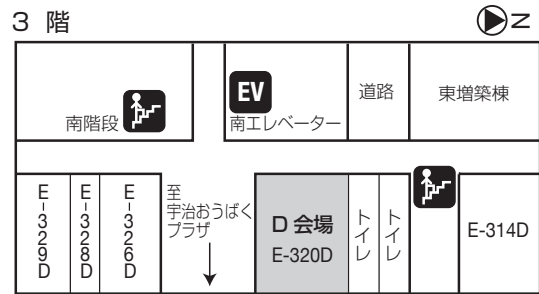 3 階
N
南階段
EV
南エレベーター
道路
東増築棟
E-329D
E-328D
E-326D
至
宇治おうばく
プラザ
D 会場
E-320D
トイレ
トイレ
E-314D